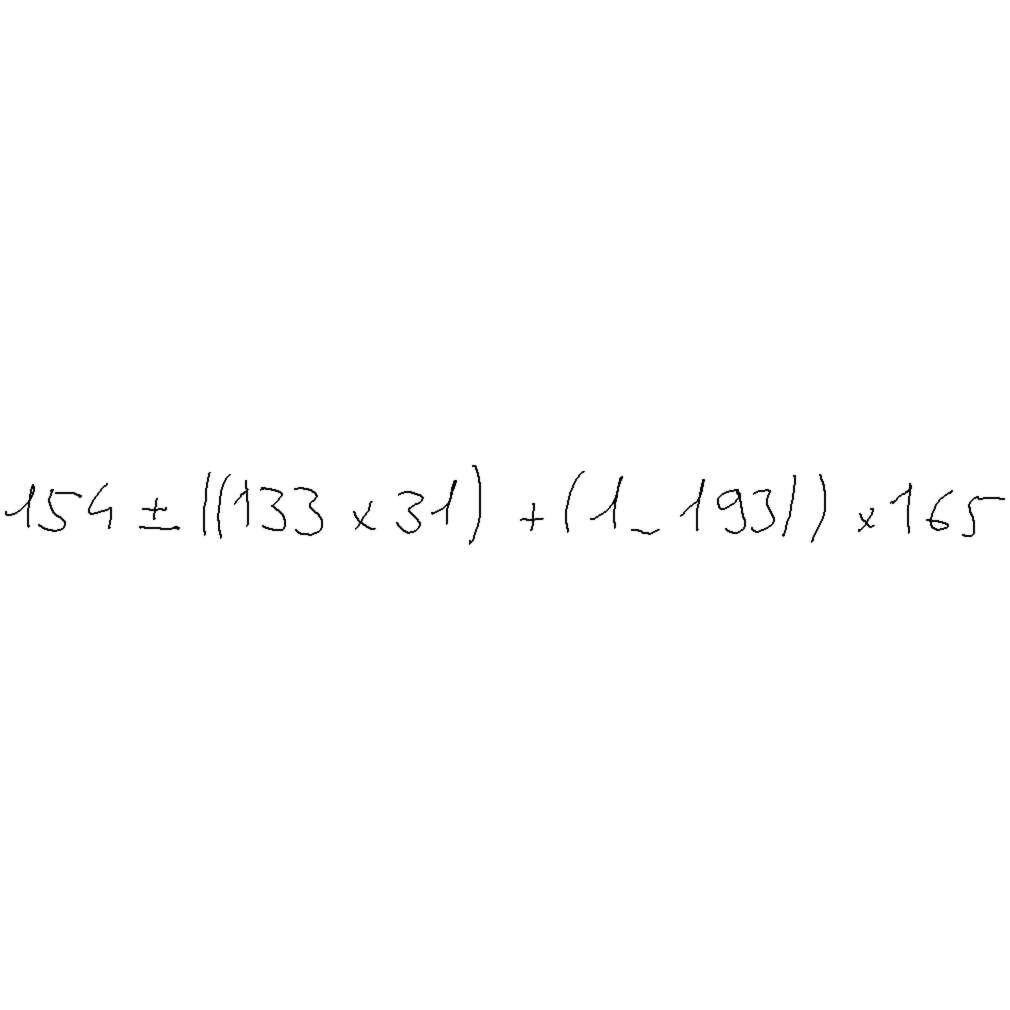 154 ± ((133 × 31) + (1 - 193)) × 165